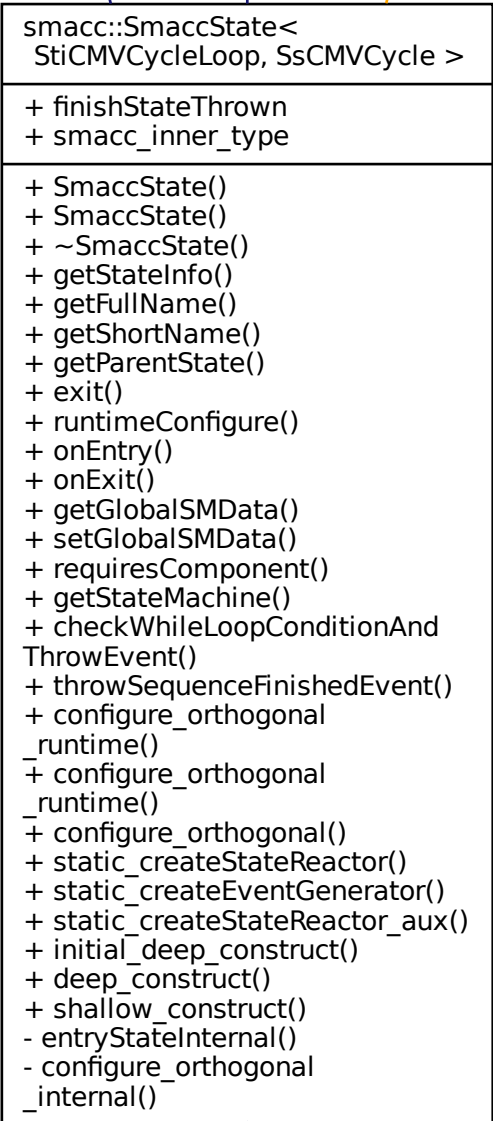 smacc::SmaccState<
StiCMVCycleLoop, SsCMVCycle >
+ finishStateThrown
+ smacc_inner_type
+ SmaccState()
+ SmaccState()
+ ~SmaccState()
+ getStateInfo()
+ getFullName()
+ getShortName()
+ getParentState()
+ exit()
+ runtimeConfigure()
+ onEntry()
+ onExit()
+ getGlobalSMData()
+ setGlobalSMData()
+ requiresComponent()
+ getStateMachine()
+ checkWhileLoopConditionAnd
ThrowEvent()
+ throwSequenceFinishedEvent()
+ configure_orthogonal
_runtime()
+ configure_orthogonal
_runtime()
+ configure_orthogonal()
+ static_createStateReactor()
+ static_createEventGenerator()
+ static_createStateReactor_aux()
+ initial_deep_construct()
+ deep_construct()
+ shallow_construct()
- entryStateInternal()
- configure_orthogonal
_internal()